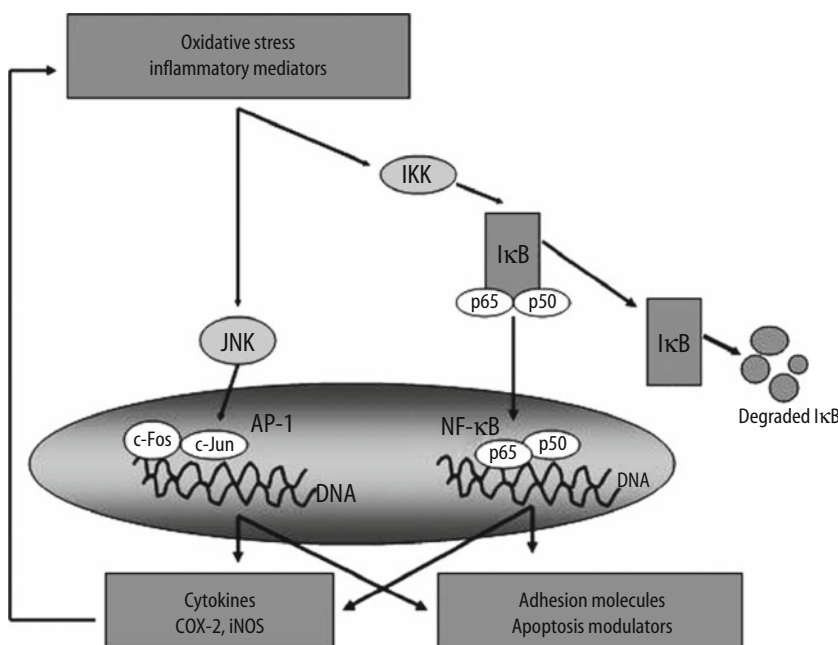 Oxidative stress
inflammatory mediators
IKK
IκB
p65
p50
JNK
IκB
Degraded IκB
AP-1
c-Fos
c-Jun
DNA
NF-κB
p65
p50
DNA
Cytokines
COX-2, iNOS
Adhesion molecules
Apoptosis modulators